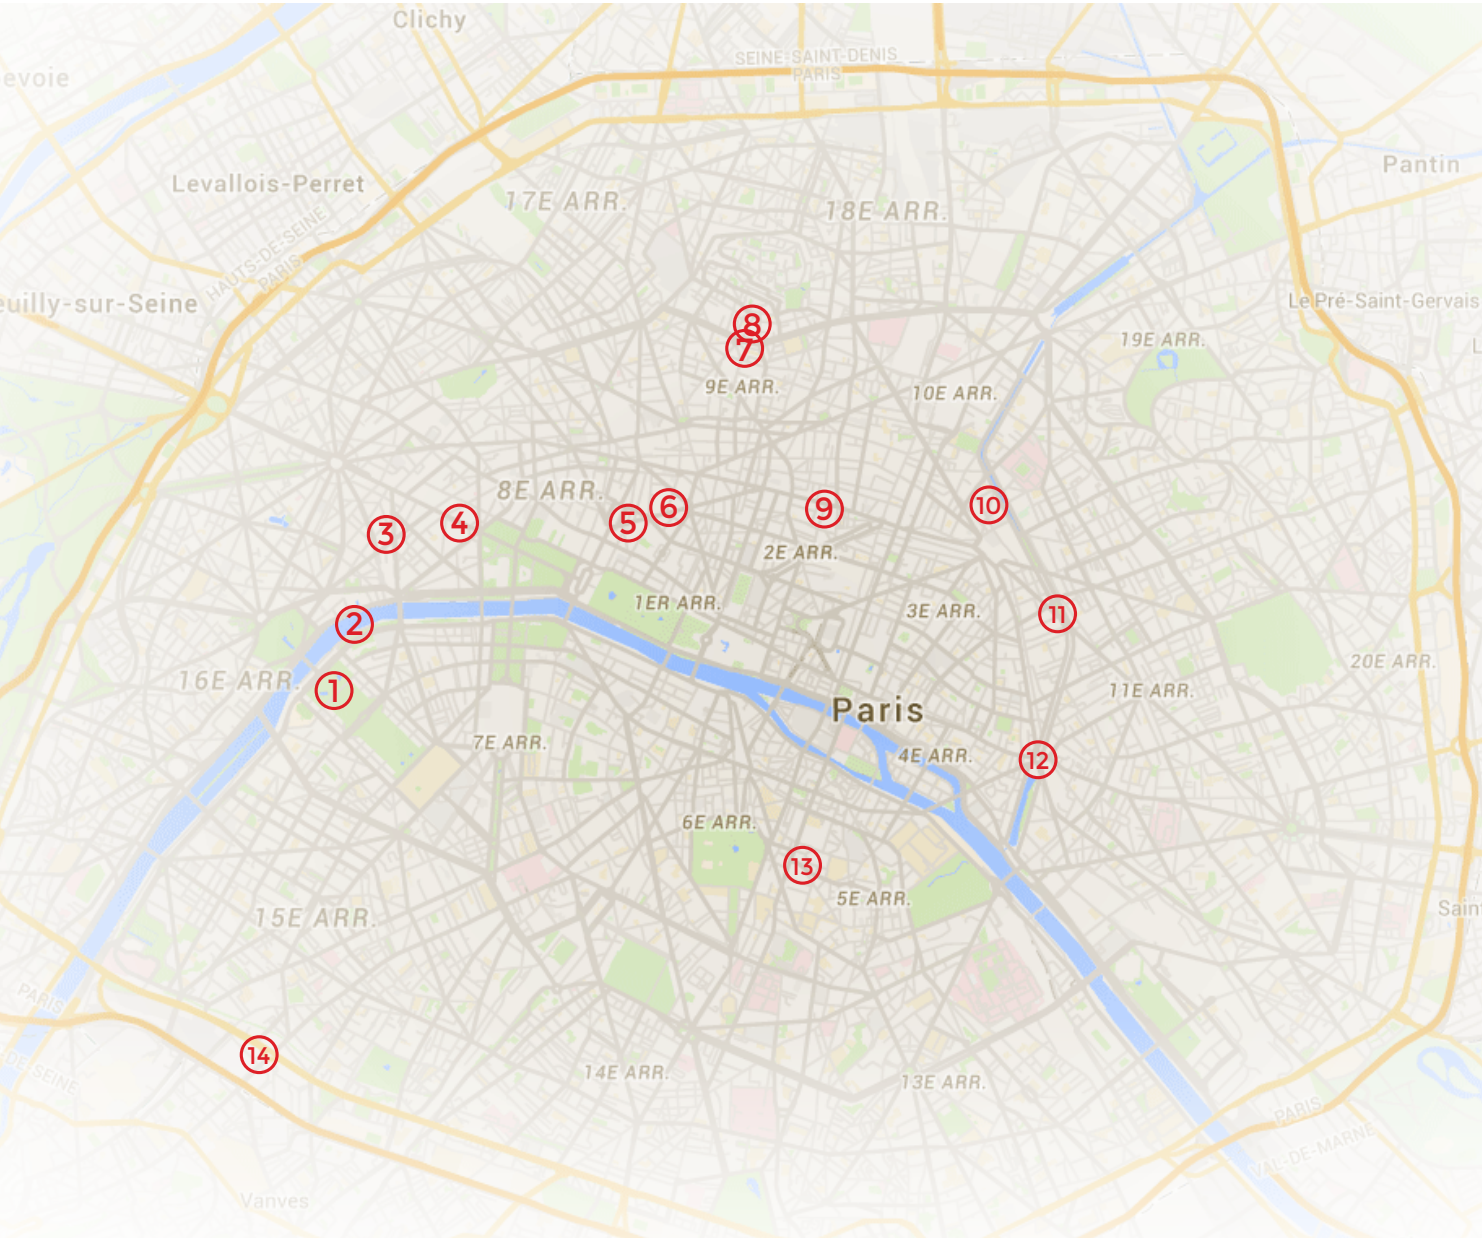 Clichy
SEINE-SAINT-DENIS
PARIS
evoie
Pantin
Levallois-Perret
17E ARR.
18E ARR.
HAUTS-DE-SEINE
PARIS
euilly-sur-Seine
Le Pré-Saint-Gervais
8
19E ARR.
L
7
9E ARR.
10E ARR.
8E ARR.
6
9
10
5
4
3
2E ARR.
1ER ARR.
3E ARR.
11
2
20E ARR.
16E ARR.
1
11E ARR.
Paris
7E ARR.
4E ARR.
12
6E ARR.
13
5E ARR.
Saint
15E ARR.
PARIS
14
DE-SEINE
14E ARR.
13E ARR.
PARIS
VAL-DE-MARNE
Vanves